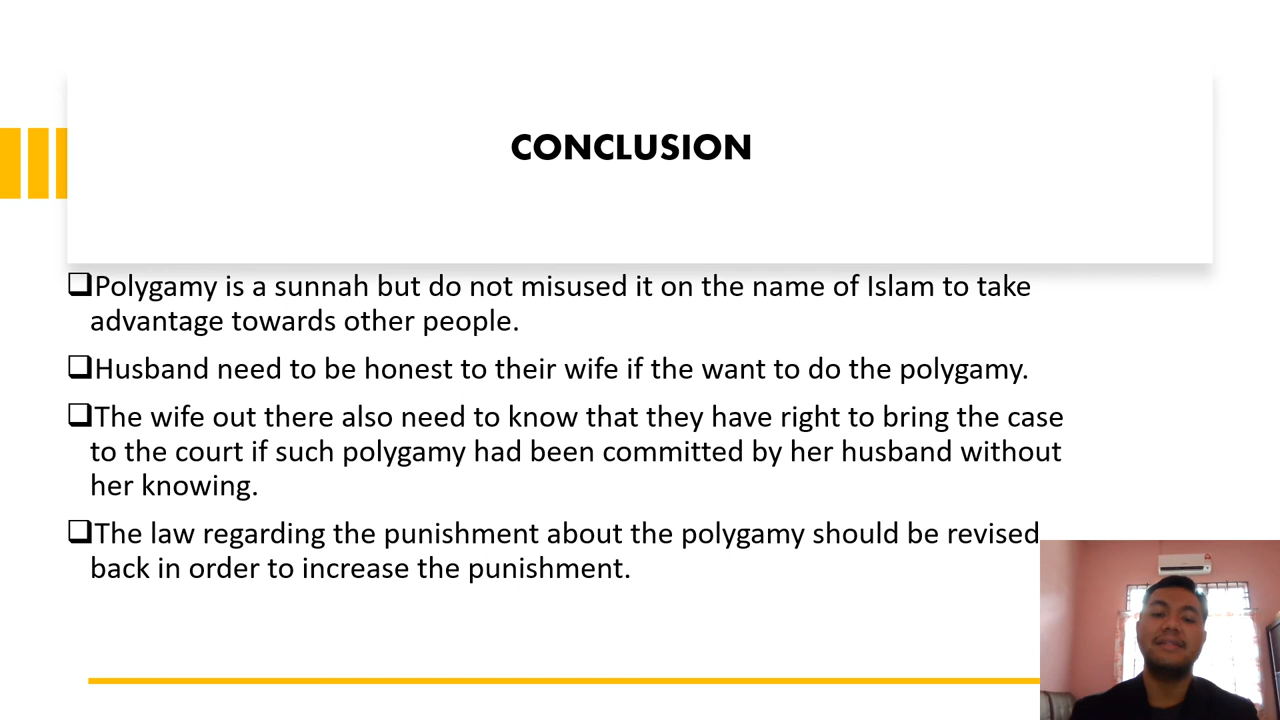 CONCLUSION
Polygamy is a sunnah but do not misused it on the name of Islam to take
advantage towards other people.
Husband need to be honest to their wife if the want to do the polygamy.
The wife out there also need to know that they have right to bring the case
to the court if such polygamy had been committed by her husband without
her knowing.
The law regarding the punishment about the polygamy should be revised
back in order to increase the punishment.